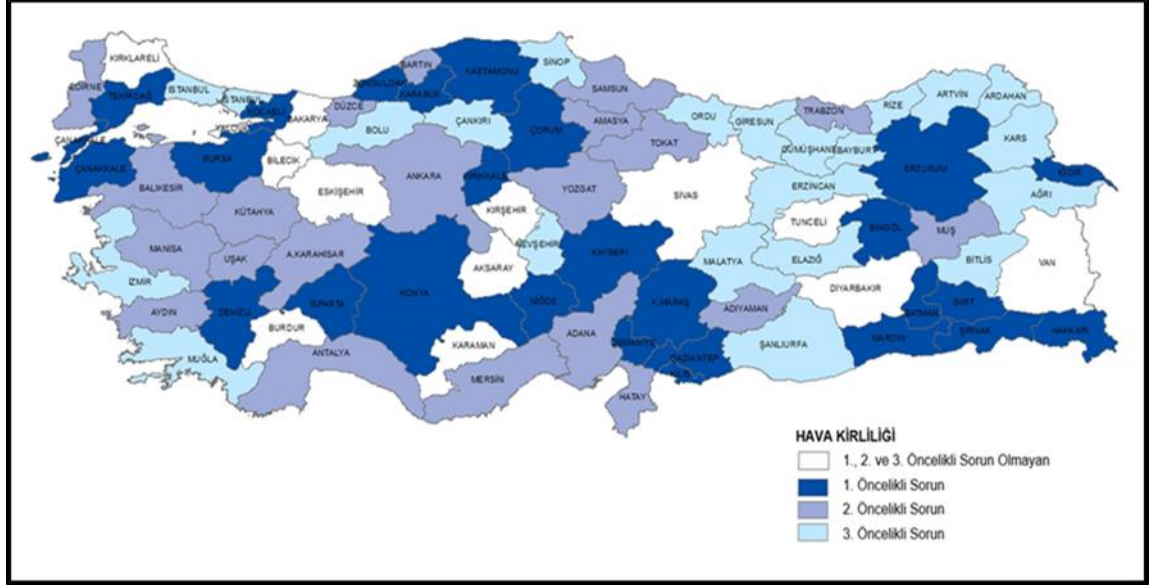 KIRKLARELİ
EDİRNE
TEKİRDAĞ
İSTANBUL
İSTANBUL
KOCAELİ
YALOVA
SAKARYA
DÜZCE
ZONGULDAK
BARTIN
KARABÜK
KASTAMONU
SİNOP
SAMSUN
BOLU
ÇANKIRI
ÇORUM
AMASYA
TOKAT
ORDU
GİRESUN
TRABZON
GÜMÜŞHANE
BAYBURT
RİZE
ARTVİN
ARDAHAN
KARS
ERZURUM
IĞDIR
AĞRI
ÇANAKKALE
ÇANAKKALE
BURSA
BİLECİK
BALIKESİR
KÜTAHYA
ESKİŞEHİR
ANKARA
KIRIKKALE
YOZGAT
SİVAS
ERZİNCAN
TUNCELİ
BİNGÖL
MUŞ
BİTLİS
VAN
MANİSA
UŞAK
A.KARAHİSAR
KIRŞEHİR
NEVŞEHİR
AKSARAY
KAYSERİ
MALATYA
ELAZIĞ
DİYARBAKIR
İZMİR
AYDIN
DENİZLİ
ISPARTA
BURDUR
KONYA
NİĞDE
K.MARAŞ
ADIYAMAN
BATMAN
SİİRT
ŞIRNAK
HAKKARİ
MARDİN
MUĞLA
ANTALYA
KARAMAN
MERSİN
ADANA
OSMANİYE
GAZİANTEP
KİLİS
HATAY
ŞANLIURFA
HAVA KİRLİLİĞİ
1., 2. ve 3. Öncelikli Sorun Olmayan
1. Öncelikli Sorun
2. Öncelikli Sorun
3. Öncelikli Sorun